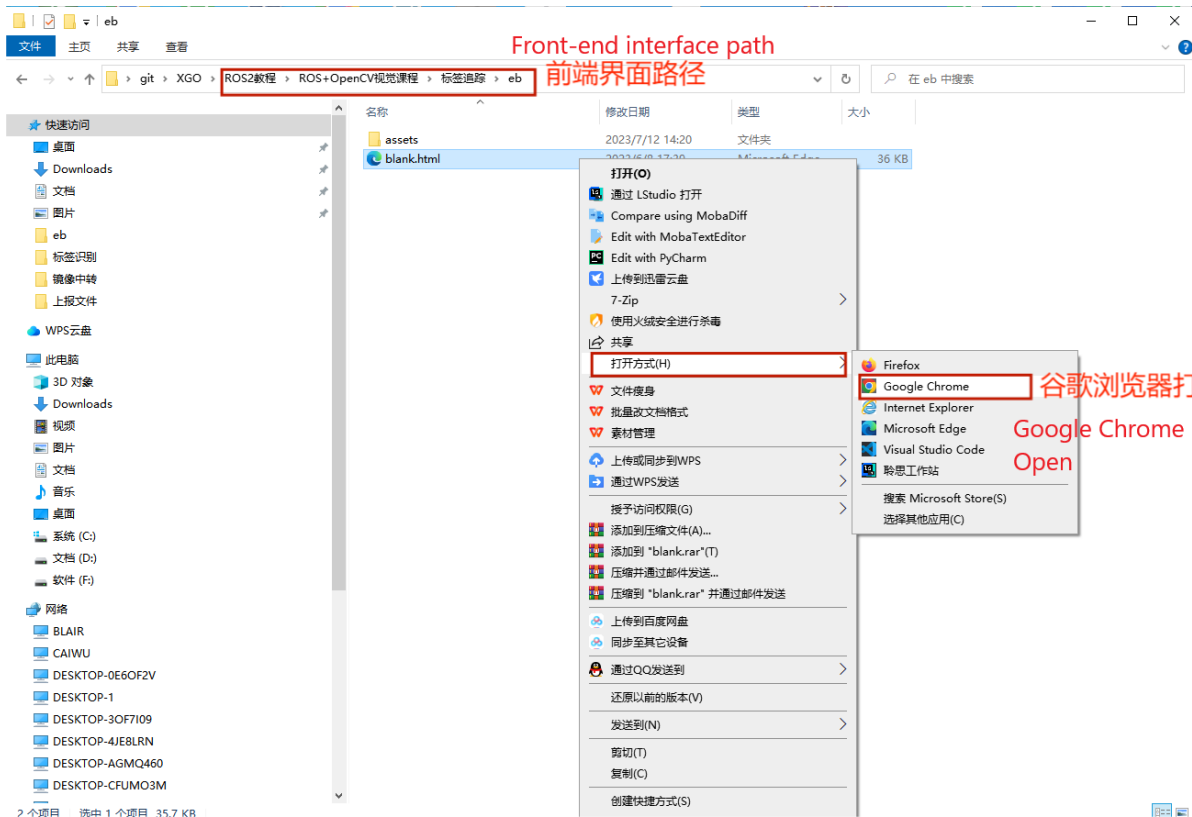 eb
文件 主页 共享 查看
Front-end interface path
前端界面路径
git › XGO › ROS2教程 › ROS+OpenCV视觉课程 › 标签追踪 › eb
在 eb 中搜索
名称 修改日期 类型 大小
快速访问
桌面
Downloads
文档
图片
eb
标签识别
镜像中转
上报文件
WPS云盘
此电脑
3D 对象
Downloads
视频
图片
文档
音乐
桌面
系统 (C:)
文档 (D:)
软件 (F:)
网络
BLAIR
CAIWU
DESKTOP-0E6OF2V
DESKTOP-1
DESKTOP-3OF7I09
DESKTOP-4JE8LRN
DESKTOP-AGMQ460
DESKTOP-CFUMO3M
assets 2023/7/12 14:20 文件夹
blank.html Microsoft Edge 36 KB
打开(O)
通过 LStudio 打开
Compare using MobaDiff
Edit with MobaTextEditor
Edit with PyCharm
上传到迅雷云盘
7-Zip
使用火绒安全进行杀毒
共享
打开方式(H)
文件瘦身
批量改文档格式
素材管理
上传或同步到WPS
通过WPS发送
授予访问权限(G)
添加到压缩文件(A)...
添加到 "blank.rar"(T)
压缩并通过邮件发送...
压缩到 "blank.rar" 并通过邮件发送
上传到百度网盘
同步至其它设备
通过QQ发送到
还原以前的版本(V)
发送到(N)
剪切(T)
复制(C)
创建快捷方式(S)
Firefox
Google Chrome
Internet Explorer
Microsoft Edge
Visual Studio Code
聆思工作站
搜索 Microsoft Store(S)
选择其他应用(C)
谷歌浏览器打
Google Chrome
Open
2 个项目 选中 1 个项目 35.7 KB